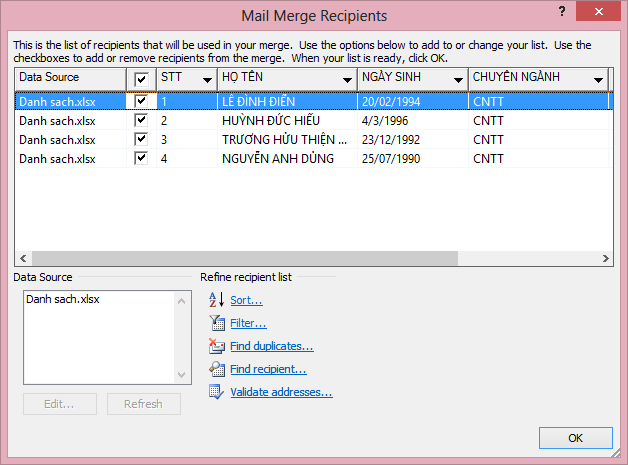 Mail Merge Recipients
?
This is the list of recipients that will be used in your merge. Use the options below to add to or change your list. Use the
checkboxes to add or remove recipients from the merge. When your list is ready, click OK.
Data Source STT HỌ TÊN NGÀY SINH CHUYÊN NGÀNH
Danh sach.xlsx 1 LÊ ĐÌNH ĐIỂN 20/02/1994 CNTT
Danh sach.xlsx 2 HUỲNH ĐỨC HIẾU 4/3/1996 CNTT
Danh sach.xlsx 3 TRƯƠNG HỮU THIỆN ... 23/12/1992 CNTT
Danh sach.xlsx 4 NGUYỄN ANH DŨNG 25/07/1990 CNTT
Data Source
Danh sach.xlsx
Edit...
Refresh
Refine recipient list
Sort...
Filter...
Find duplicates...
Find recipient...
Validate addresses...
OK